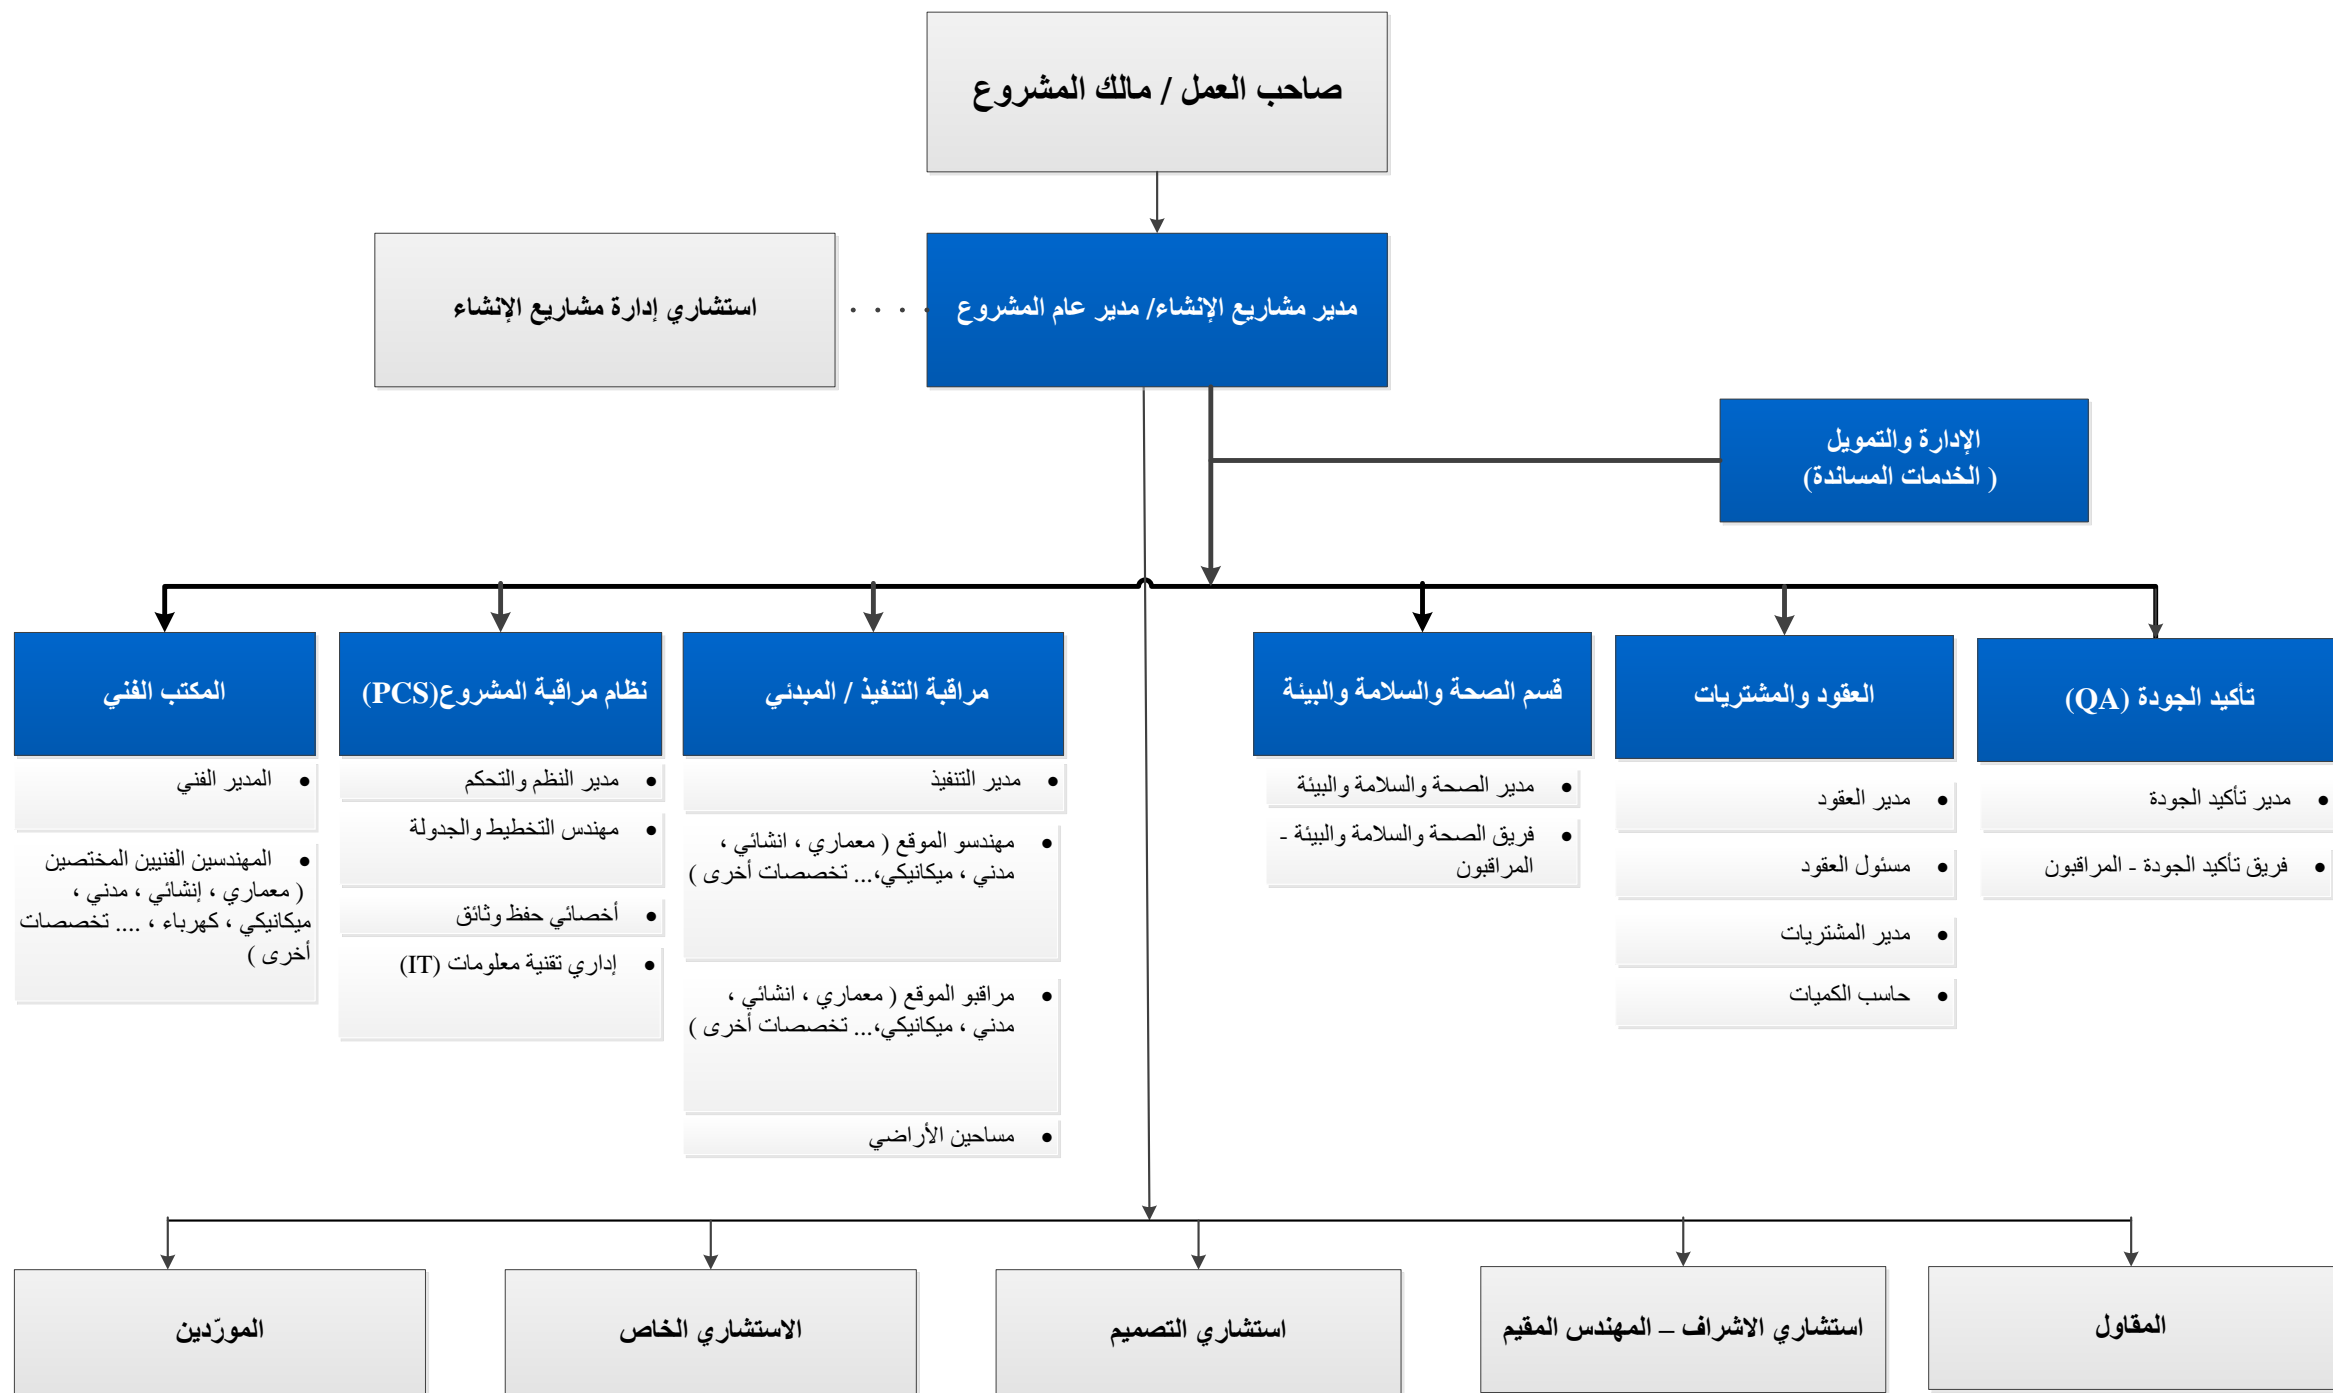 صاحب العمل / مالك المشروع
مدير مشاريع الإنشاء/ مدير عام المشروع
استشاري إدارة مشاريع الإنشاء
الإدارة والتمويل
( الخدمات المساندة)
تأكيد الجودة (QA)
• مدير تأكيد الجودة
• فريق تأكيد الجودة - المراقبون
العقود والمشتريات
• مدير العقود
• مسئول العقود
• مدير المشتريات
• حاسب الكميات
قسم الصحة والسلامة والبيئة
• مدير الصحة والسلامة والبيئة
• فريق الصحة والسلامة والبيئة -
المراقبون
مراقبة التنفيذ / المبدئي
• مدير التنفيذ
• مهندسو الموقع ( معماري ، انشائي ،
مدني ، ميكانيكي،... تخصصات أخرى )
• مراقبو الموقع ( معماري ، انشائي ،
مدني ، ميكانيكي،... تخصصات أخرى )
• مساحين الأراضي
نظام مراقبة المشروع(PCS)
• مدير النظم والتحكم
• مهندس التخطيط والجدولة
• أخصائي حفظ وثائق
• إداري تقنية معلومات (IT)
المكتب الفني
• المدير الفني
• المهندسين الفنيين المختصين
( معماري ، إنشائي ، مدني ،
ميكانيكي ، كهرباء ، .... تخصصات
أخرى )
المقاول
استشاري الاشراف – المهندس المقيم
استشاري التصميم
الاستشاري الخاص
المورّدين